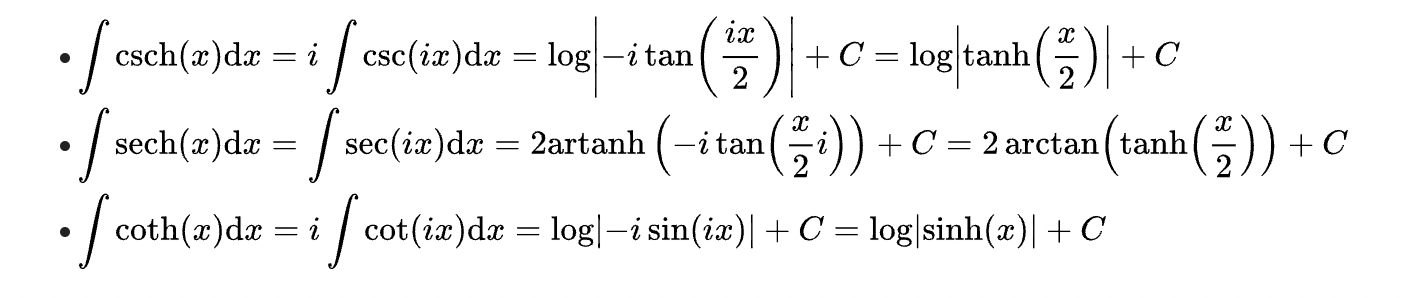 • ∫ csch(x)dx = i ∫ csc(ix)dx = log|−i tan(ix/2)| + C = log|tanh(x/2)| + C
• ∫ sech(x)dx = ∫ sec(ix)dx = 2artanh (−i tan(x/2 i)) + C = 2 arctan(tanh(x/2)) + C
• ∫ coth(x)dx = i ∫ cot(ix)dx = log|−i sin(ix)| + C = log|sinh(x)| + C